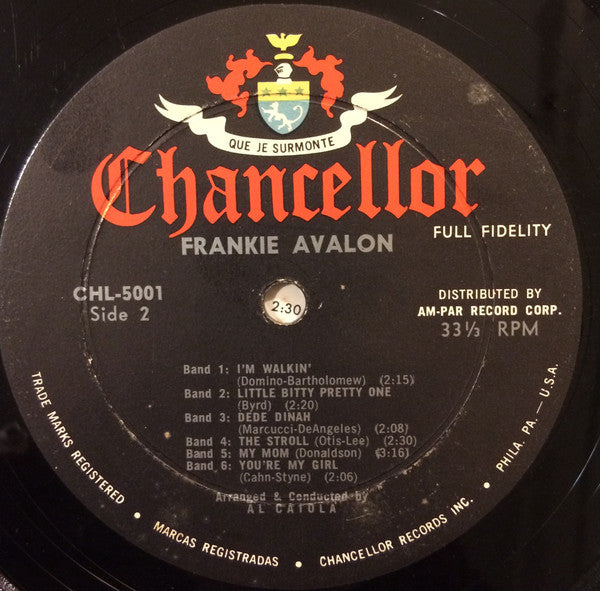 QUE JE SURMONTE
Chancellor
FULL FIDELITY
FRANKIE AVALON
CHL-5001
Side 2
2:30
DISTRIBUTED BY
AM-PAR RECORD CORP.
33⅓ RPM
Band 1: I'M WALKIN'
(Domino-Bartholomew) (2:15)
Band 2: LITTLE BITTY PRETTY ONE
(Byrd) (2:20)
Band 3: DEDE DINAH
(Marcucci-DeAngeles) (2:08)
Band 4: THE STROLL (Otis-Lee) (2:30)
Band 5: MY MOM (Donaldson) (3:16)
Band 6: YOU'RE MY GIRL
(Cahn-Styne) (2:06)
Arranged & Conducted by
AL CAIOLA
TRADE MARKS REGISTERED • MARCAS REGISTRADAS • CHANCELLOR RECORDS INC. • PHILA. PA. — U.S.A.